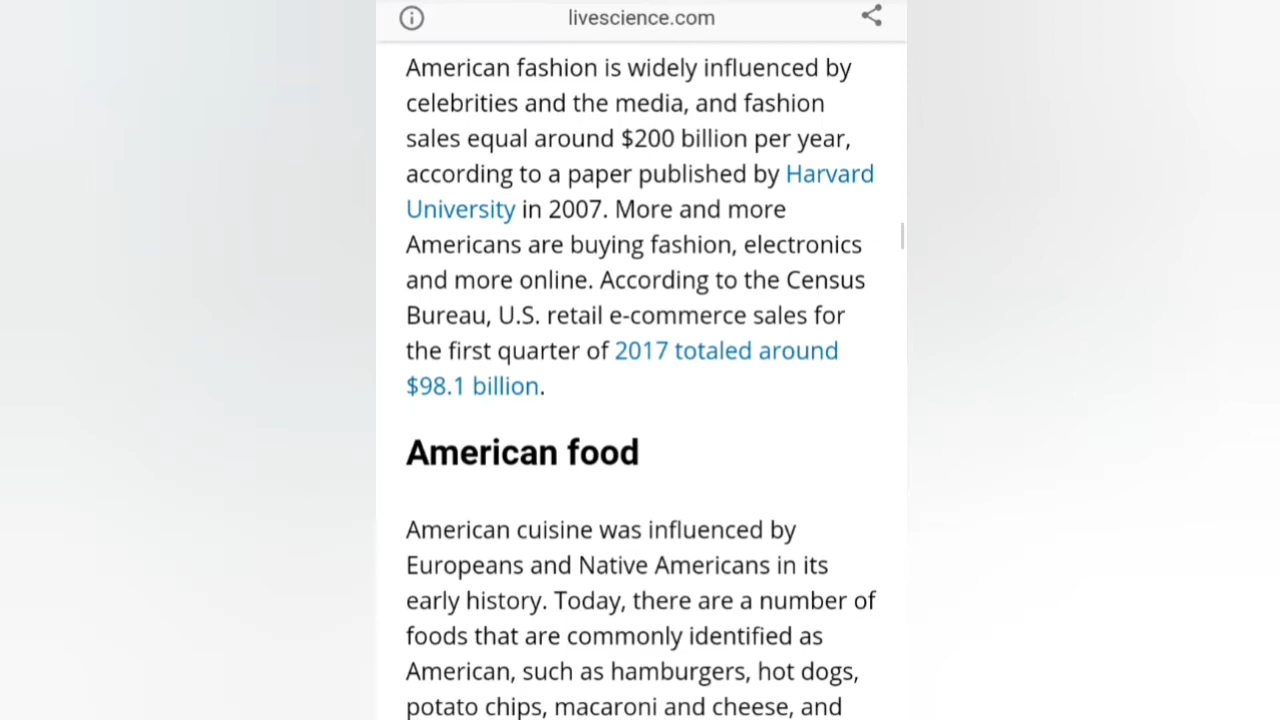 livescience.com
American fashion is widely influenced by
celebrities and the media, and fashion
sales equal around $200 billion per year,
according to a paper published by Harvard
University in 2007. More and more
Americans are buying fashion, electronics
and more online. According to the Census
Bureau, U.S. retail e-commerce sales for
the first quarter of 2017 totaled around
$98.1 billion.
American food
American cuisine was influenced by
Europeans and Native Americans in its
early history. Today, there are a number of
foods that are commonly identified as
American, such as hamburgers, hot dogs,
potato chips, macaroni and cheese, and